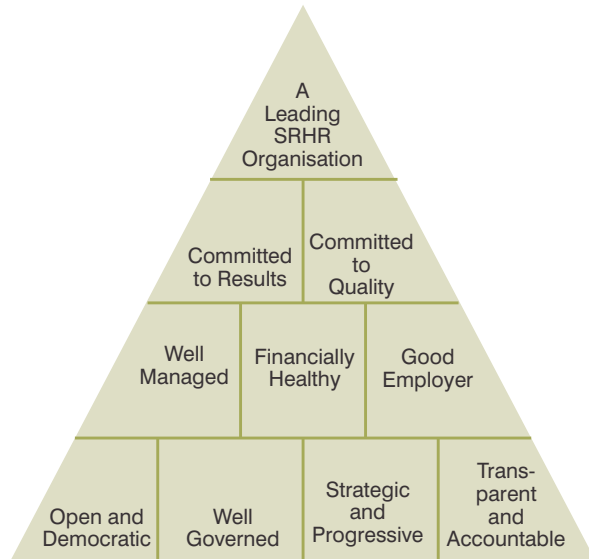 A
Leading
SRHR
Organisation
Committed
to Results
Committed
to
Quality
Well
Managed
Financially
Healthy
Good
Employer
Open and
Democratic
Well
Governed
Strategic
and
Progressive
Trans-
parent
and
Accountable